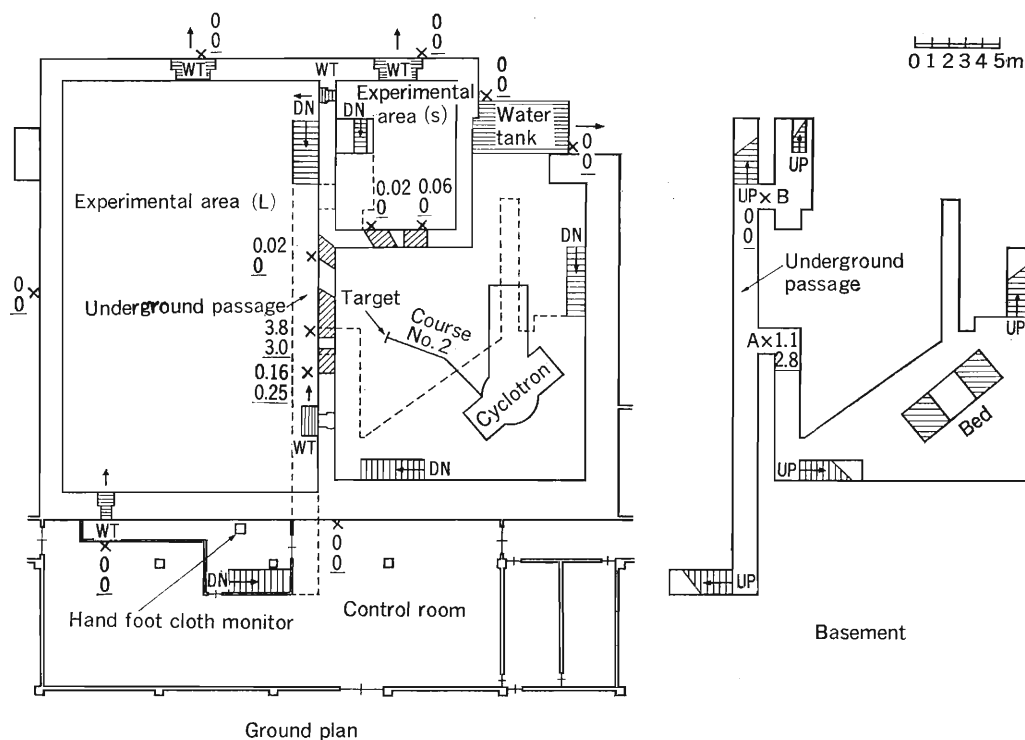 0
0
0
0
0 1 2 3 4 5m
WT
WT
WT
0
0
DN
Experimental
area (s)
DN
Water
tank
0
0
UP
0.02
0
0.06
0
UP
B
0
0
Experimental area (L)
DN
0.02
0
Underground
passage
0
0
Underground passage
Target
Course
No. 2
UP
3.8
3.0
A
1.1
2.8
0.16
0.25
Cyclotron
Bed
WT
DN
UP
WT
0
0
0
0
DN
UP
Hand foot cloth monitor
Control room
Basement
Ground plan